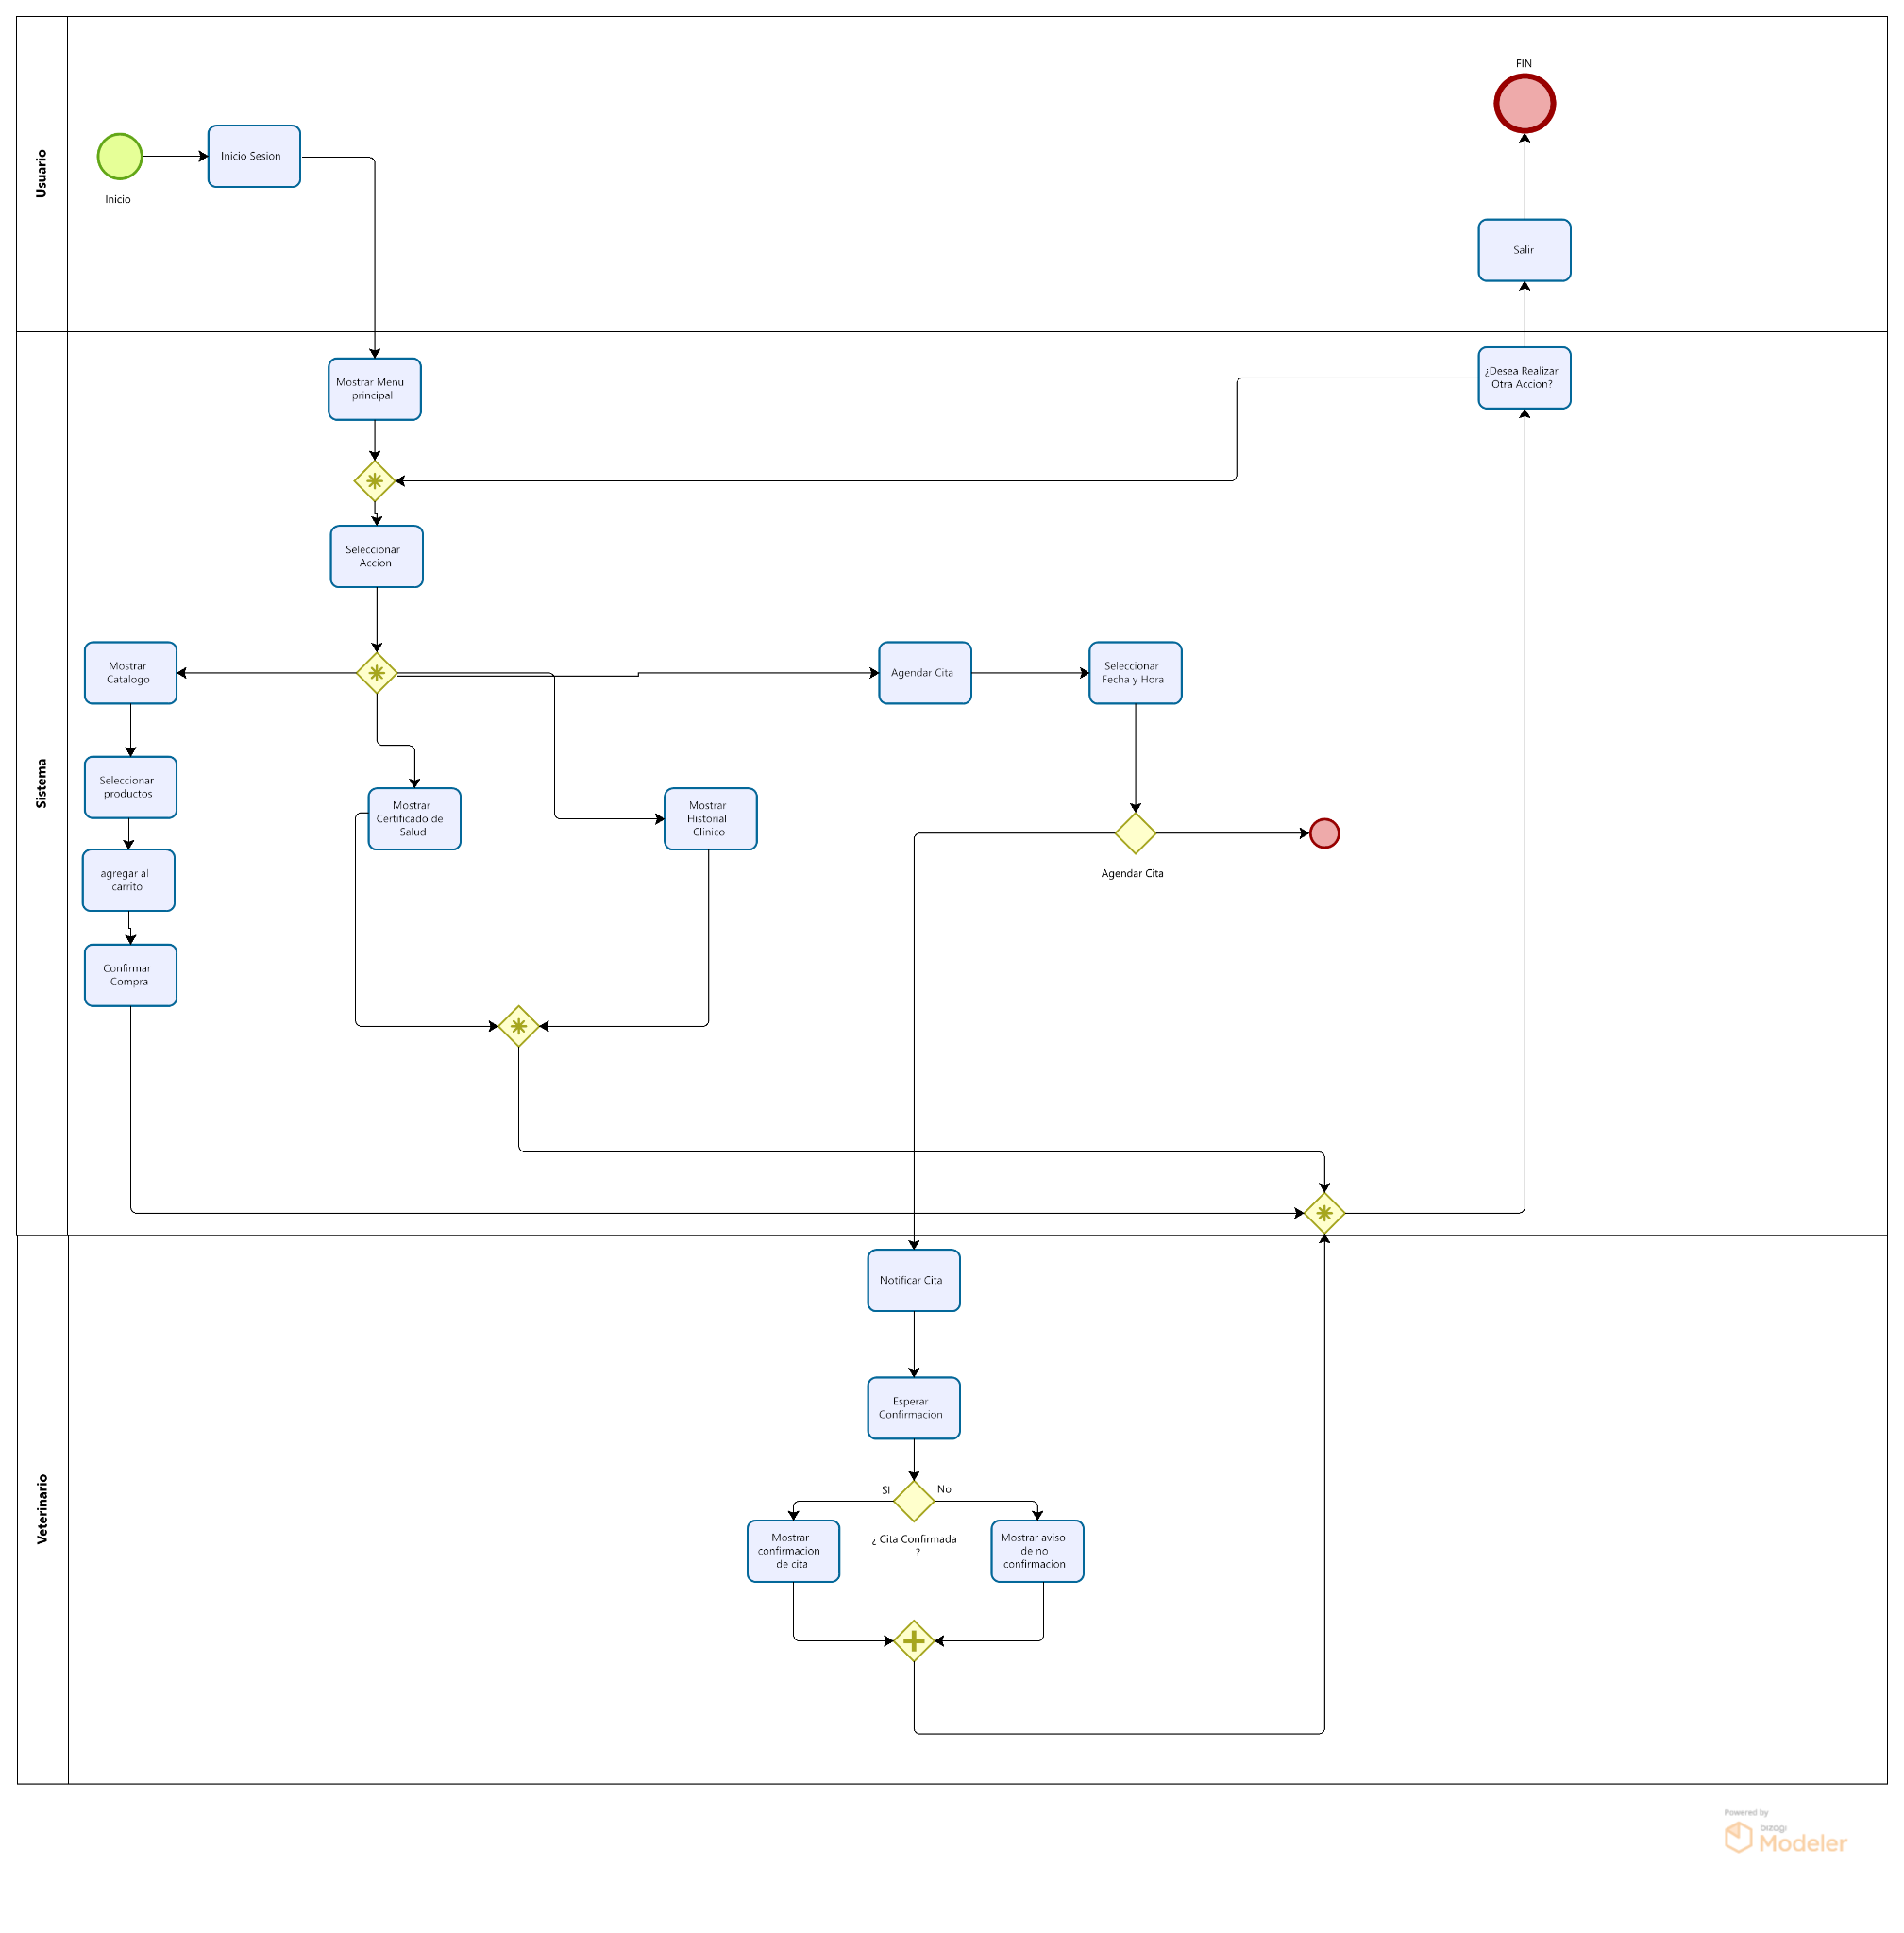 Usuario
FIN
Inicio Sesion
Inicio
Salir
Sistema
Mostrar Menu
principal
¿Desea Realizar
Otra Accion?
Seleccionar
Accion
Mostrar
Catalogo
Agendar Cita
Seleccionar
Fecha y Hora
Seleccionar
productos
Mostrar
Certificado de
Salud
Mostrar
Historial
Clinico
Agendar Cita
agregar al
carrito
Confirmar
Compra
Veterinario
Notificar Cita
Esperar
Confirmacion
SI
No
¿ Cita Confirmada
?
Mostrar
confirmacion
de cita
Mostrar aviso
de no
confirmacion
Powered by
bizagi
Modeler